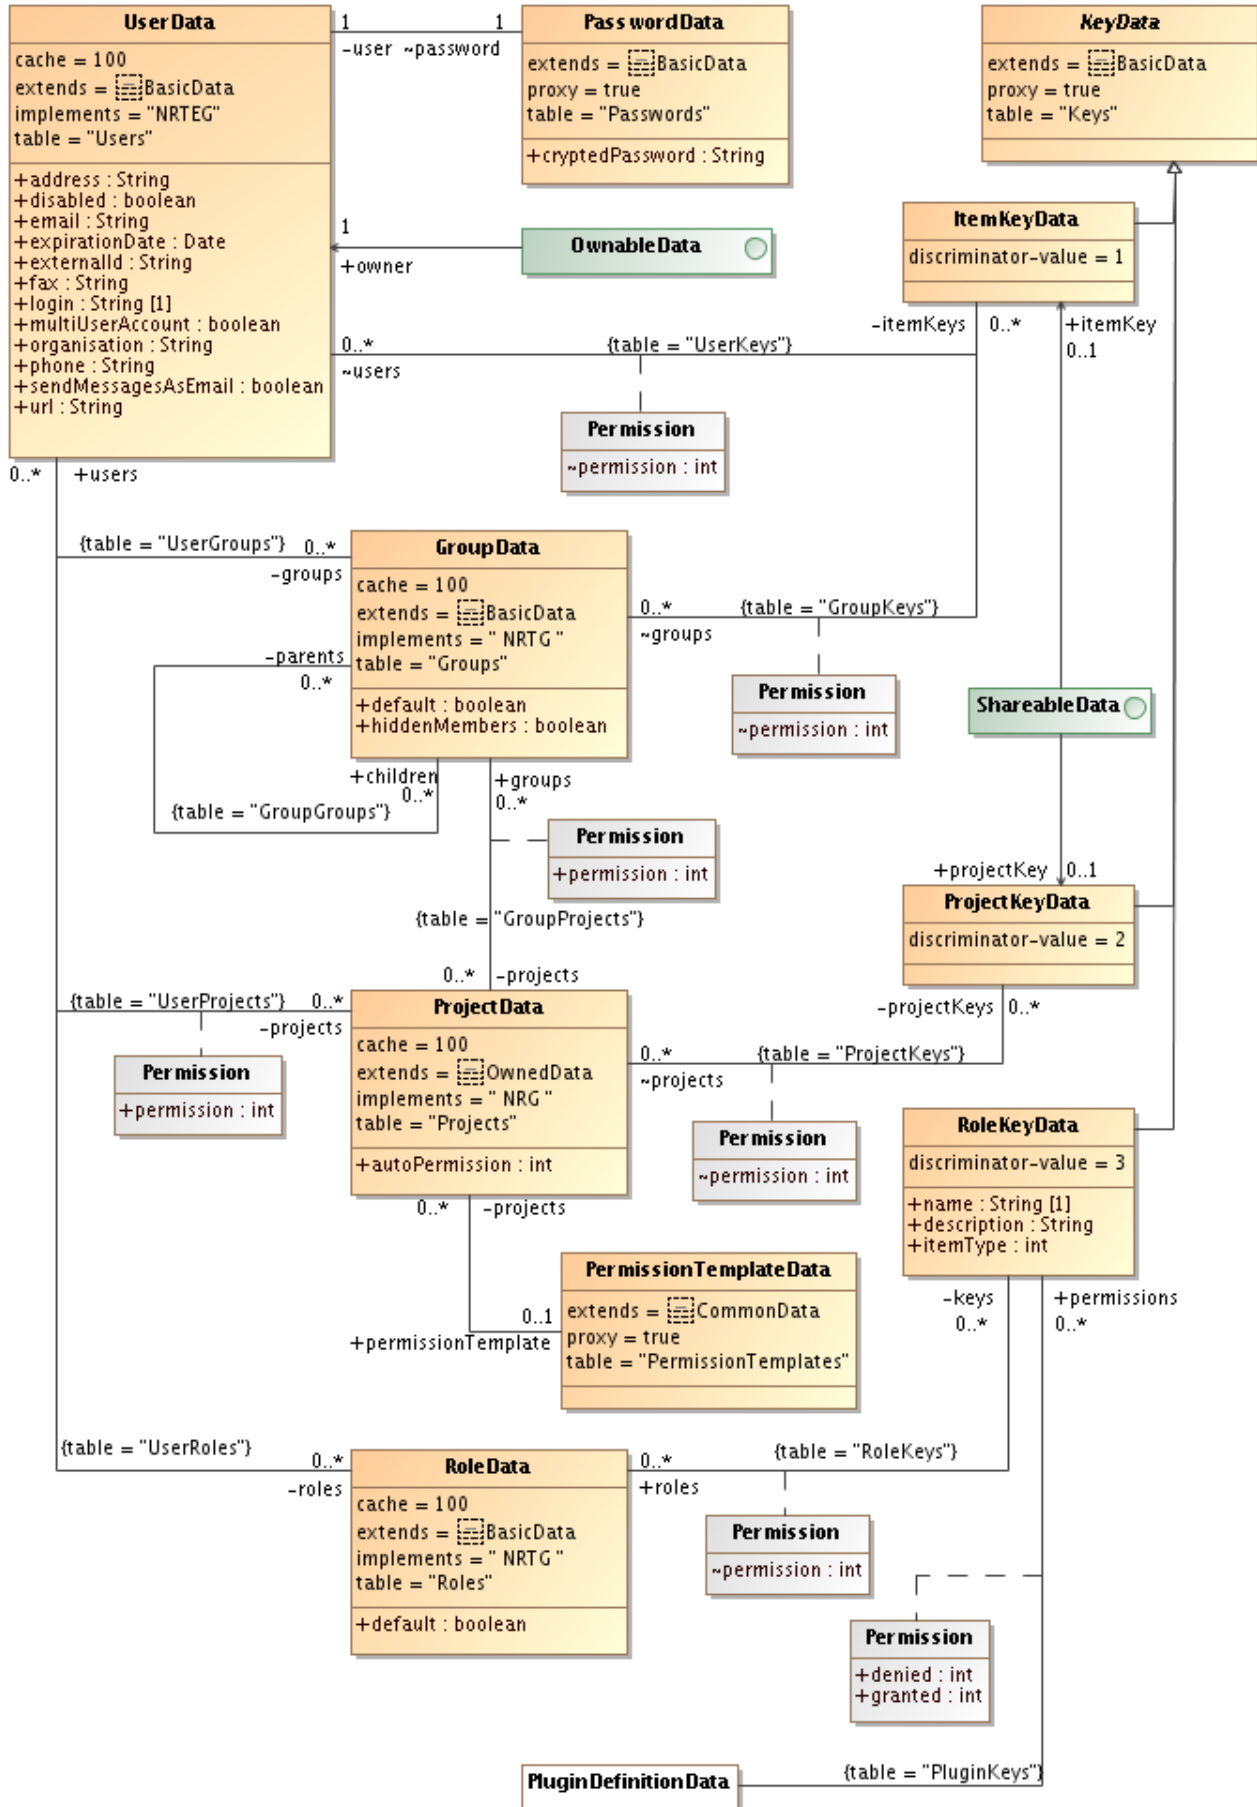 UserData
cache = 100
extends = BasicData
implements = "NRTEG"
table = "Users"
+address : String
+disabled : boolean
+email : String
+expirationDate : Date
+externalId : String
+fax : String
+login : String [1]
+multiUserAccount : boolean
+organisation : String
+phone : String
+sendMessagesAsEmail : boolean
+url : String
1
1
-user ~password
PasswordData
extends = BasicData
proxy = true
table = "Passwords"
+cryptedPassword : String
KeyData
extends = BasicData
proxy = true
table = "Keys"
1
+owner
OwnableData
ItemKeyData
discriminator-value = 1
-itemKeys
0..*
+itemKey
0..1
0..*
~users
{table = "UserKeys"}
Permission
~permission : int
0..*
+users
{table = "UserGroups"}
0..*
-groups
GroupData
cache = 100
extends = BasicData
implements = " NRTG "
table = "Groups"
+default : boolean
+hiddenMembers : boolean
0..*
~groups
{table = "GroupKeys"}
Permission
~permission : int
-parents
0..*
+children
0..*
{table = "GroupGroups"}
+groups
0..*
ShareableData
Permission
+permission : int
{table = "GroupProjects"}
+projectKey
0..1
ProjectKeyData
discriminator-value = 2
-projectKeys
0..*
0..*
-projects
{table = "UserProjects"}
0..*
-projects
Permission
+permission : int
ProjectData
cache = 100
extends = OwnedData
implements = " NRG "
table = "Projects"
+autoPermission : int
0..*
~projects
{table = "ProjectKeys"}
Permission
~permission : int
RoleKeyData
discriminator-value = 3
+name : String [1]
+description : String
+itemType : int
0..*
-projects
PermissionTemplateData
extends = CommonData
proxy = true
table = "PermissionTemplates"
0..1
+permissionTemplate
-keys
0..*
+permissions
0..*
{table = "UserRoles"}
0..*
-roles
RoleData
cache = 100
extends = BasicData
implements = " NRTG "
table = "Roles"
+default : boolean
0..*
+roles
{table = "RoleKeys"}
Permission
~permission : int
Permission
+denied : int
+granted : int
PluginDefinitionData
{table = "PluginKeys"}